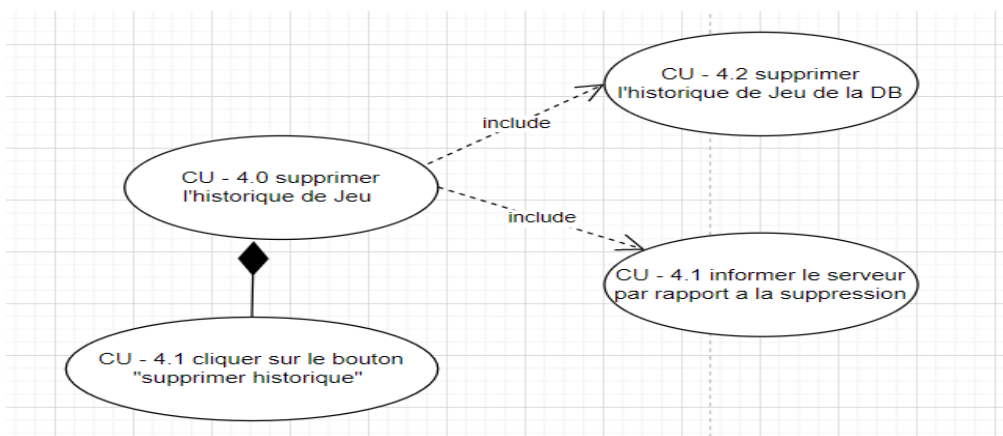 CU - 4.2 supprimer
l'historique de Jeu de la DB
include
CU - 4.0 supprimer
l'historique de Jeu
include
CU - 4.1 informer le serveur
par rapport a la suppression
CU - 4.1 cliquer sur le bouton
"supprimer historique"